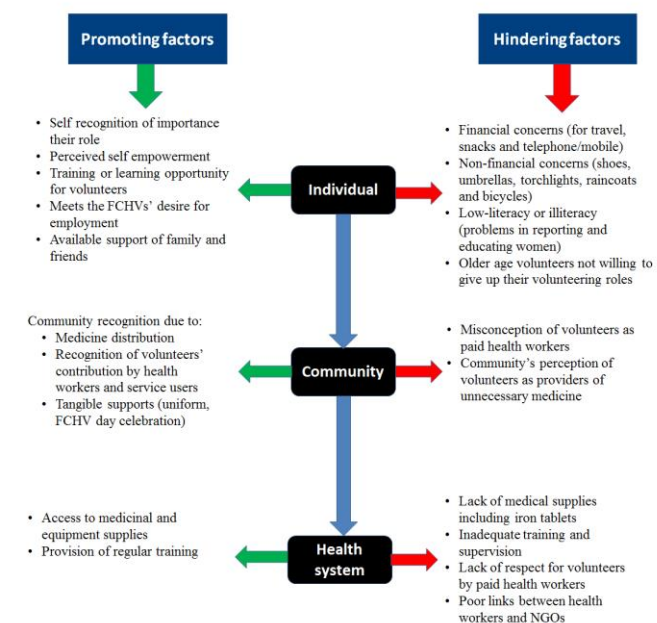 Promoting factors
Hindering factors
• Self recognition of importance
their role
• Perceived self empowerment
• Training or learning opportunity
for volunteers
• Meets the FCHVs' desire for
employment
• Available support of family and
friends
Individual
• Financial concerns (for travel,
snacks and telephone/mobile)
• Non-financial concerns (shoes,
umbrellas, torchlights, raincoats
and bicycles)
• Low-literacy or illiteracy
(problems in reporting and
educating women)
• Older age volunteers not willing to
give up their volunteering roles
Community recognition due to:
• Medicine distribution
• Recognition of volunteers'
contribution by health
workers and service users
• Tangible supports (uniform,
FCHV day celebration)
Community
• Misconception of volunteers as
paid health workers
• Community's perception of
volunteers as providers of
unnecessary medicine
• Access to medicinal and
equipment supplies
• Provision of regular training
Health
system
• Lack of medical supplies
including iron tablets
• Inadequate training and
supervision
• Lack of respect for volunteers
by paid health workers
• Poor links between health
workers and NGOs